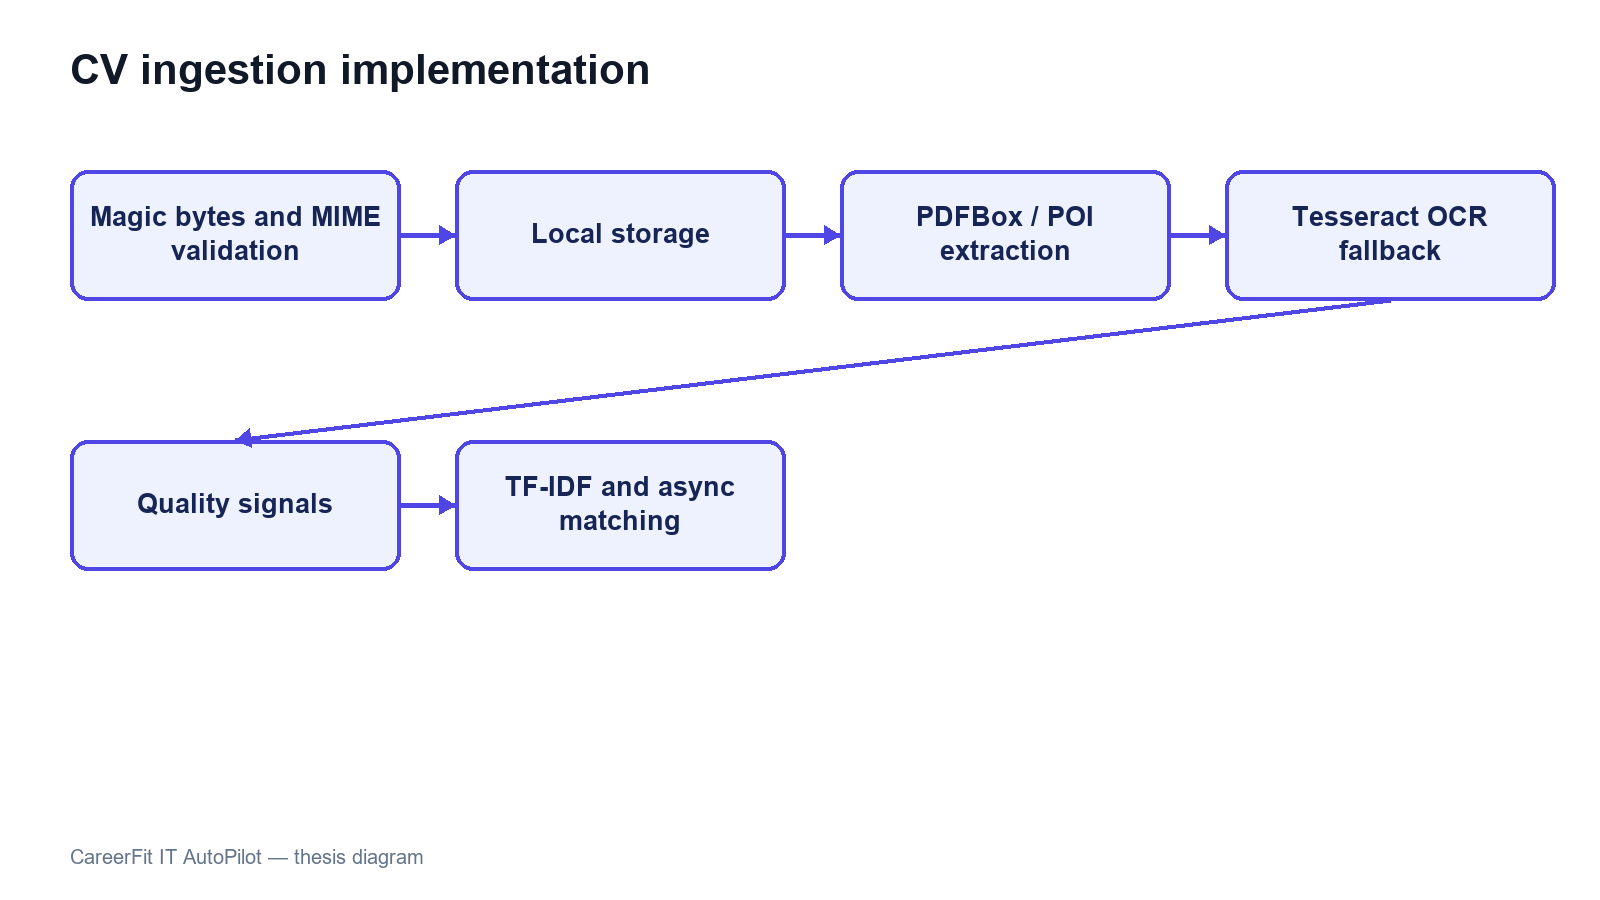 CV ingestion implementation
Magic bytes and MIME
validation
Local storage
PDFBox / POI
extraction
Tesseract OCR
fallback
Quality signals
TF-IDF and async
matching
CareerFit IT AutoPilot — thesis diagram